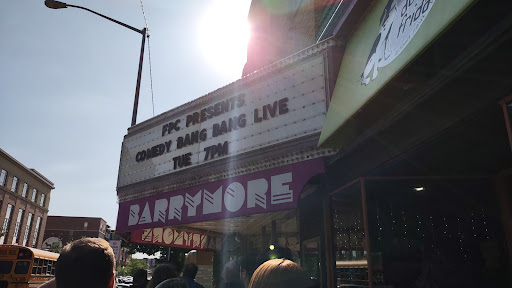 FPC PRESENTS
COMEDY BANG BANG LIVE
TUE 7PM
BARRYMORE